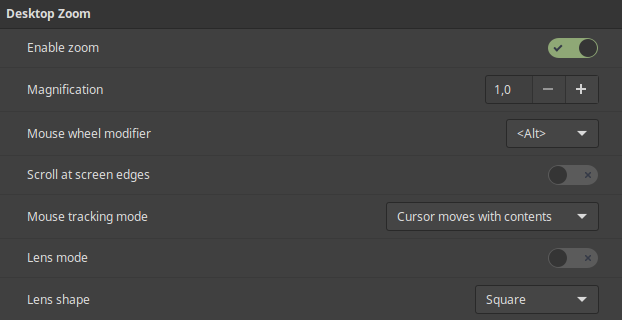 Desktop Zoom
Enable zoom
Magnification 1,0
Mouse wheel modifier <Alt>
Scroll at screen edges
Mouse tracking mode Cursor moves with contents
Lens mode
Lens shape Square